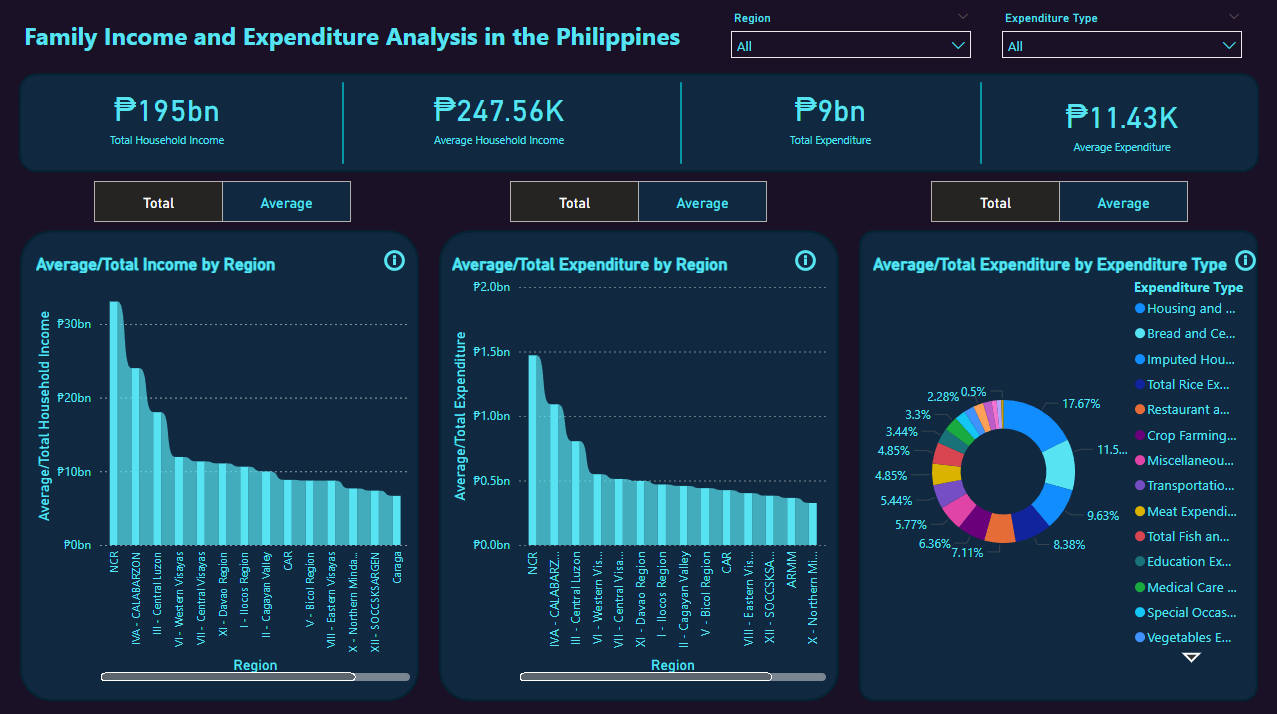 Family Income and Expenditure Analysis in the Philippines
Region
All
Expenditure Type
All
₱195bn
Total Household Income
₱247.56K
Average Household Income
₱9bn
Total Expenditure
₱11.43K
Average Expenditure
Total
Average
Total
Average
Total
Average
Average/Total Income by Region
Average/Total Household Income
₱30bn
₱20bn
₱10bn
₱0bn
NCR
IVA - CALABARZON
III - Central Luzon
VI - Western Visayas
VII - Central Visayas
XI - Davao Region
I - Ilocos Region
II - Cagayan Valley
CAR
V - Bicol Region
VIII - Eastern Visayas
X - Northern Minda...
XII - SOCCSKSARGEN
Caraga
Region
Average/Total Expenditure by Region
Average/Total Expenditure
₱2.0bn
₱1.5bn
₱1.0bn
₱0.5bn
₱0.0bn
NCR
IVA - CALABARZ...
III - Central Luzon
VI - Western Vis...
VII - Central Visa...
XI - Davao Region
I - Ilocos Region
II - Cagayan Valley
V - Bicol Region
CAR
VIII - Eastern Vis...
XII - SOCCSKSA...
ARMM
X - Northern Mi...
Region
Average/Total Expenditure by Expenditure Type
17.67%
11.5...
9.63%
8.38%
7.11%
6.36%
5.77%
5.44%
4.85%
4.85%
3.44%
3.3%
2.28%
0.5%
Expenditure Type
Housing and ...
Bread and Ce...
Imputed Hou...
Total Rice Ex...
Restaurant a...
Crop Farming...
Miscellaneou...
Transportatio...
Meat Expendi...
Total Fish an...
Education Ex...
Medical Care ...
Special Occas...
Vegetables E...